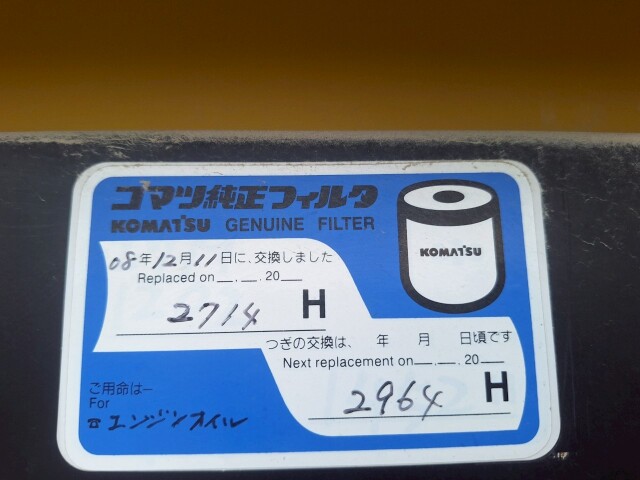 コマツ純正フィルタ
KOMATSU GENUINE FILTER
KOMATSU
08年12月11日に、交換しました
Replaced on __.__.20__
2714 H
つぎの交換は、 年 月 日頃です
Next replacement on__.__.20__
2964 H
ご用命は−
For
☎エンジンオイル